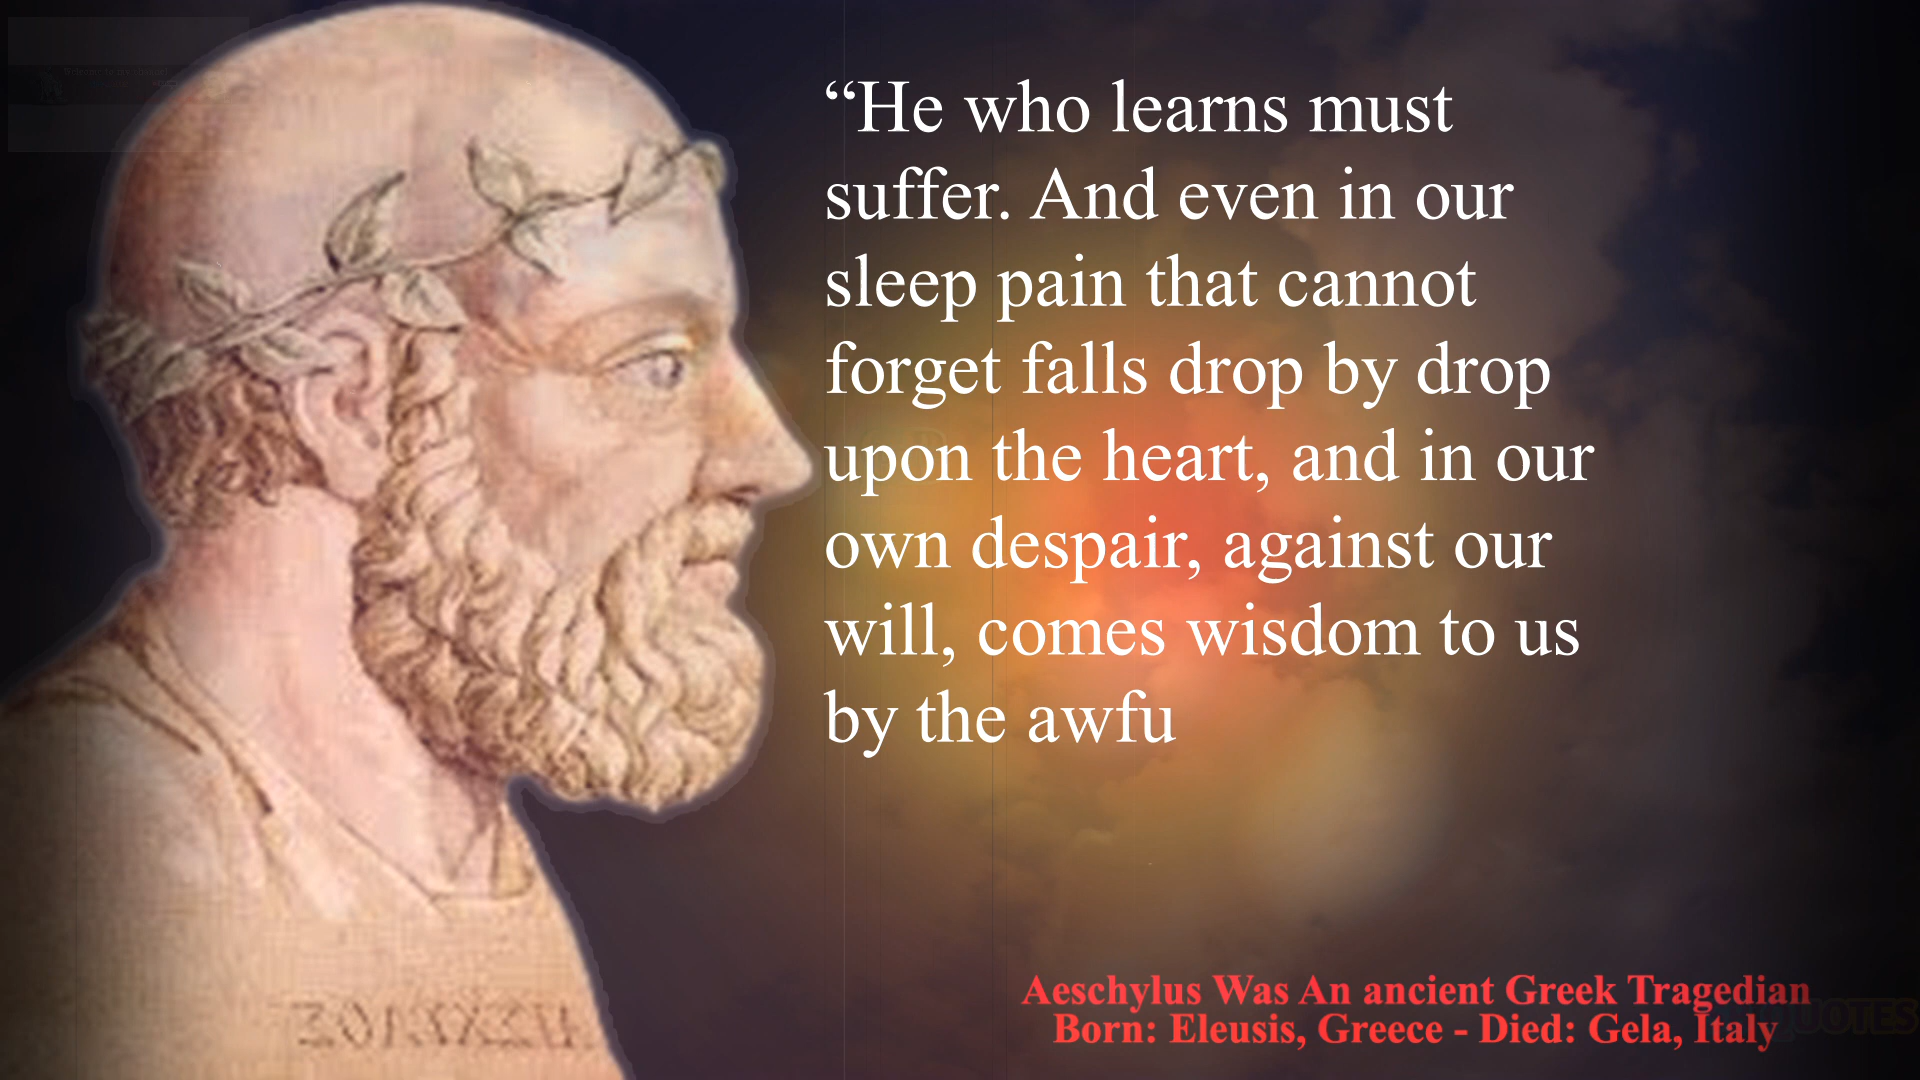 “He who learns must
suffer. And even in our
sleep pain that cannot
forget falls drop by drop
upon the heart, and in our
own despair, against our
will, comes wisdom to us
by the awfu
Aeschylus Was An ancient Greek Tragedian
Born: Eleusis, Greece - Died: Gela, Italy